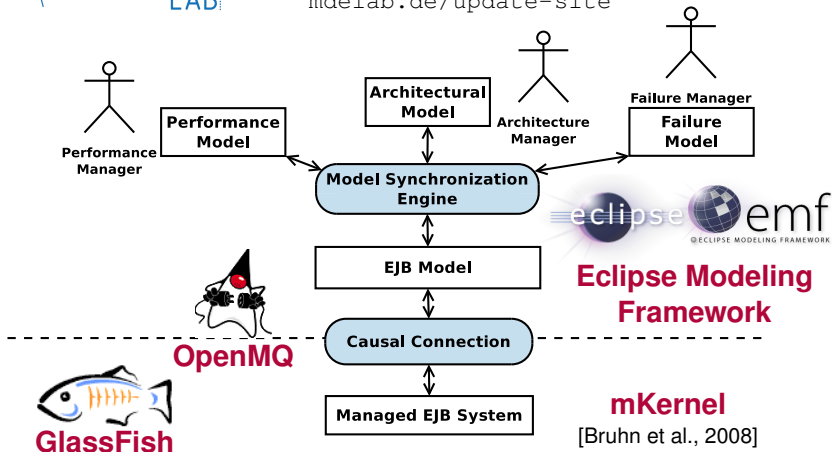 LAB
mdelab.de/update-site
Performance
Manager
Performance
Model
Architectural
Model
Architecture
Manager
Failure Manager
Failure
Model
Model Synchronization
Engine
eclipse
emf
© ECLIPSE MODELING FRAMEWORK
EJB Model
Eclipse Modeling
Framework
OpenMQ
Causal Connection
GlassFish
Managed EJB System
mKernel
[Bruhn et al., 2008]